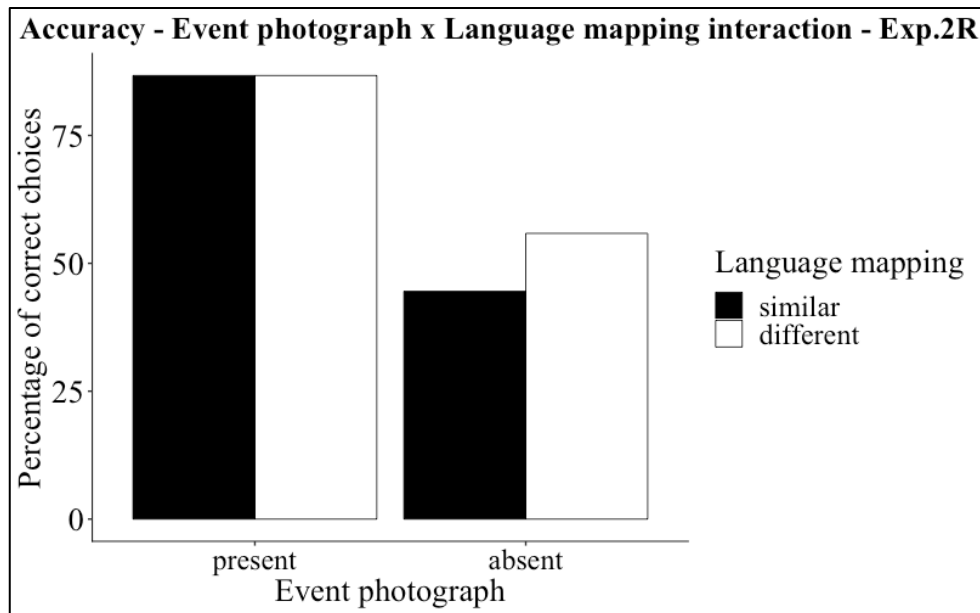 Accuracy - Event photograph x Language mapping interaction - Exp.2R
Percentage of correct choices
75
50
25
0
present
absent
Event photograph
Language mapping
similar
different